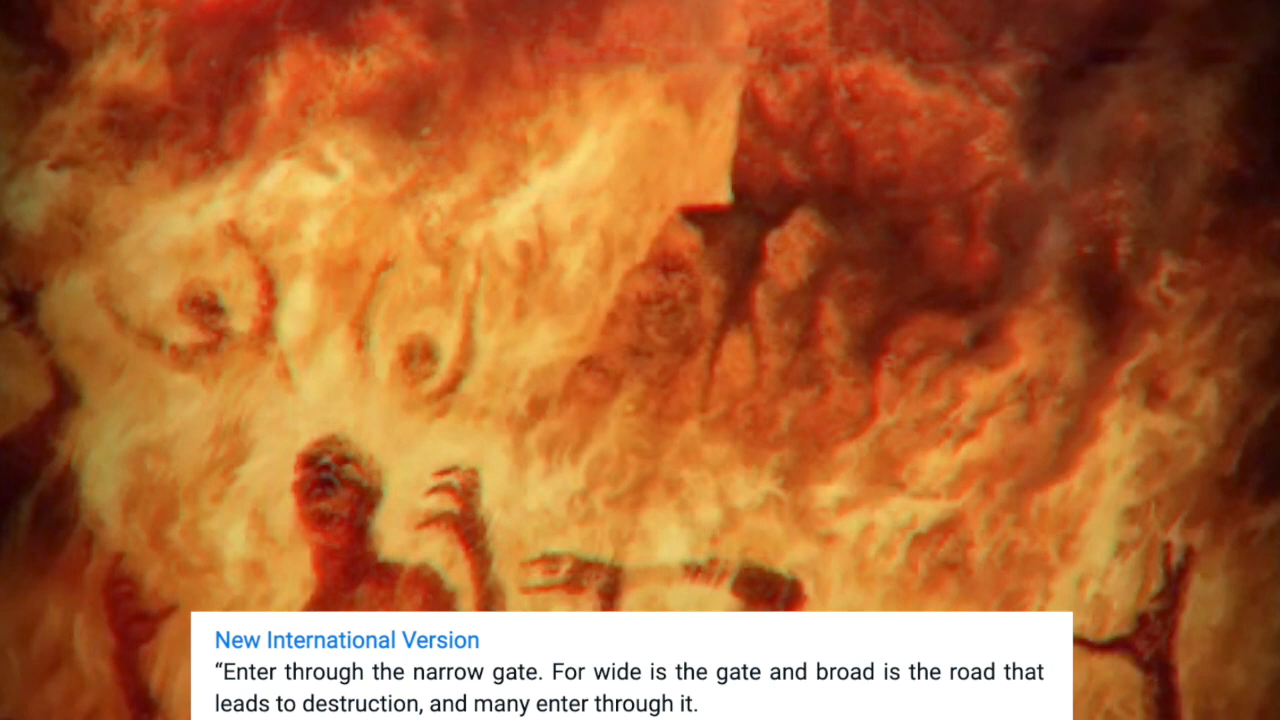 New International Version
“Enter through the narrow gate. For wide is the gate and broad is the road that
leads to destruction, and many enter through it.